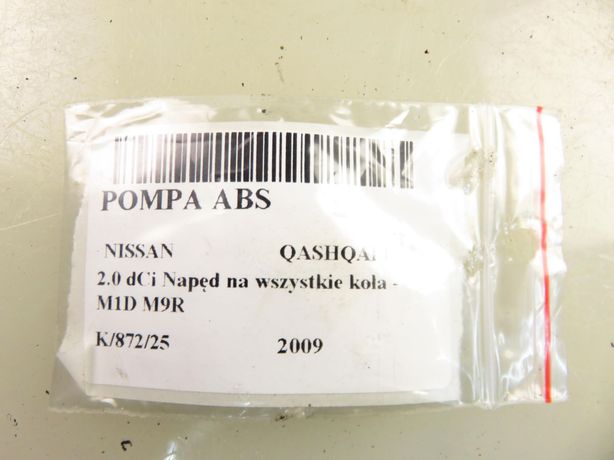 POMPA ABS
NISSAN QASHQAI
2.0 dCi Napęd na wszystkie koła -
M1D M9R
K/872/25 2009